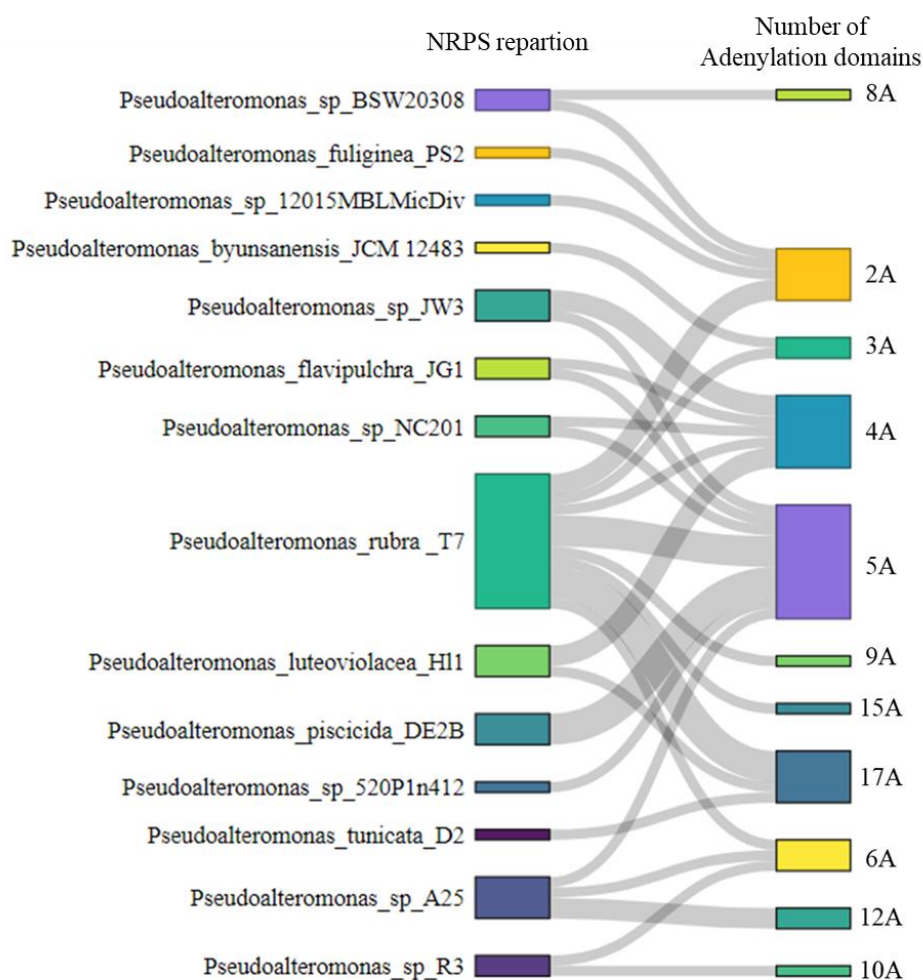 NRPS repartion
Number of
Adenylation domains
Pseudoalteromonas_sp_BSW20308
Pseudoalteromonas_fuliginea_PS2
Pseudoalteromonas_sp_12015MBLMicDiv
Pseudoalteromonas_byunsanensis_JCM 12483
Pseudoalteromonas_sp_JW3
Pseudoalteromonas_flavipulchra_JG1
Pseudoalteromonas_sp_NC201
Pseudoalteromonas_rubra _T7
Pseudoalteromonas_luteoviolacea_Hl1
Pseudoalteromonas_piscicida_DE2B
Pseudoalteromonas_sp_520P1n412
Pseudoalteromonas_tunicata_D2
Pseudoalteromonas_sp_A25
Pseudoalteromonas_sp_R3
8A
2A
3A
4A
5A
9A
15A
17A
6A
12A
10A